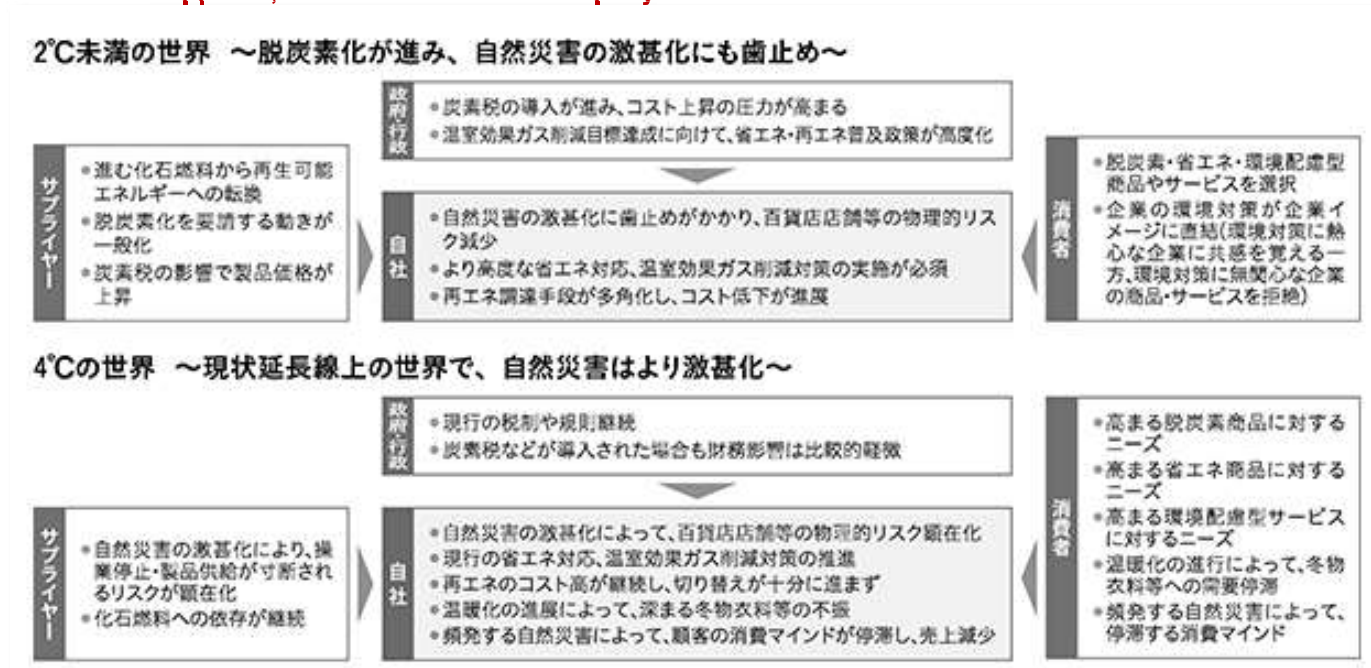 2℃未満の世界 ～脱炭素化が進み、自然災害の激甚化にも歯止め～
政府・行政
●炭素税の導入が進み、コスト上昇の圧力が高まる
●温室効果ガス削減目標達成に向けて、省エネ・再エネ普及政策が高度化
サプライヤー
●進む化石燃料から再生可能
エネルギーへの転換
●脱炭素化を要請する動きが
一般化
●炭素税の影響で製品価格が
上昇
自社
●自然災害の激甚化に歯止めがかかり、百貨店店舗等の物理的リス
ク減少
●より高度な省エネ対応、温室効果ガス削減対策の実施が必須
●再エネ調達手段が多角化し、コスト低下が進展
消費者
●脱炭素・省エネ・環境配慮型
商品やサービスを選択
●企業の環境対策が企業イ
メージに直結(環境対策に熱
心な企業に共感を覚える一
方、環境対策に無関心な企業
の商品・サービスを拒絶)
4℃の世界 ～現状延長線上の世界で、自然災害はより激甚化～
政府・行政
●現行の税制や規則継続
●炭素税などが導入された場合も財務影響は比較的軽微
サプライヤー
●自然災害の激甚化により、操
業停止・製品供給が寸断され
るリスクが顕在化
●化石燃料への依存が継続
自社
●自然災害の激甚化によって、百貨店店舗等の物理的リスク顕在化
●現行の省エネ対応、温室効果ガス削減対策の推進
●再エネのコスト高が継続し、切り替えが十分に進まず
●温暖化の進展によって、深まる冬物衣料等の不振
●頻発する自然災害によって、顧客の消費マインドが停滞し、売上減少
消費者
●高まる脱炭素商品に対する
ニーズ
●高まる省エネ商品に対する
ニーズ
●高まる環境配慮型サービス
に対するニーズ
●温暖化の進行によって、冬物
衣料等への需要停滞
●頻発する自然災害によって、
停滞する消費マインド